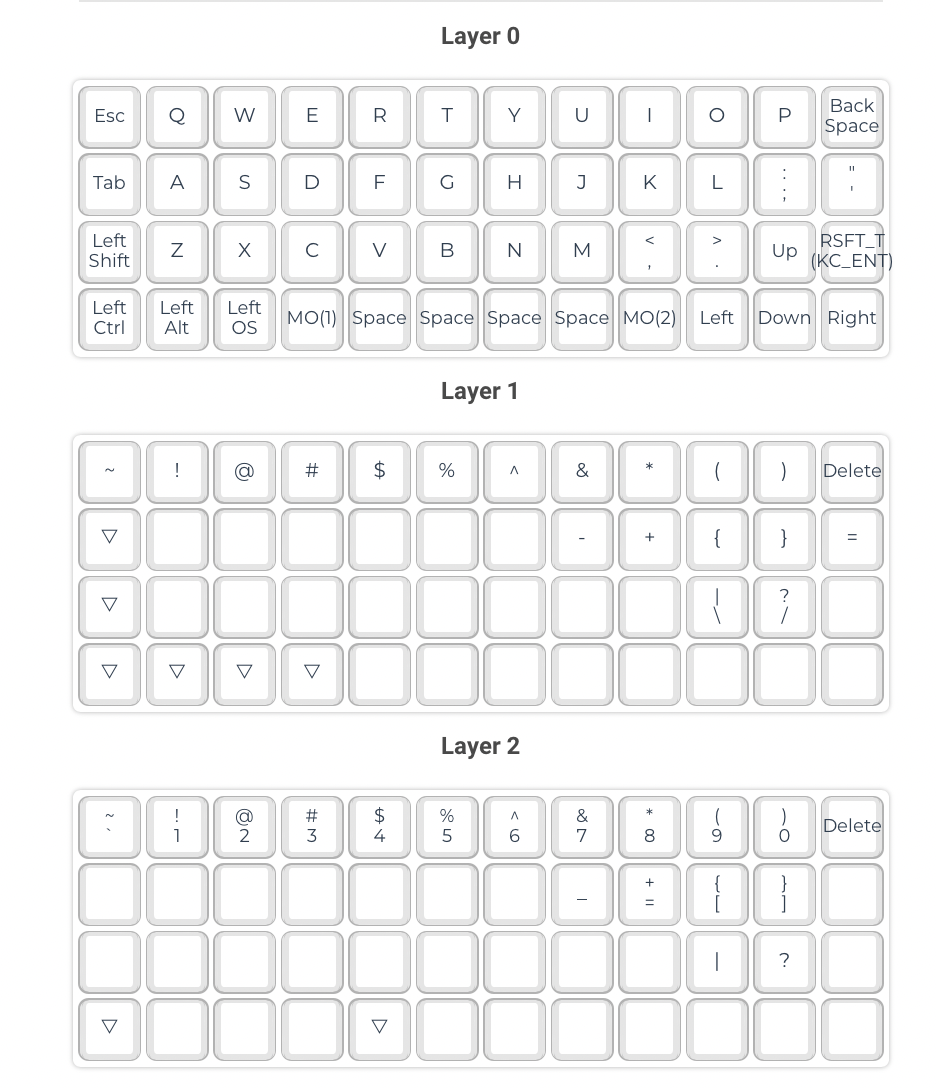 Layer 0
Esc Q W E R T Y U I O P Back Space
Tab A S D F G H J K L : ; " '
Left Shift Z X C V B N M < , > . Up RSFT_T (KC_ENT)
Left Ctrl Left Alt Left OS MO(1) Space Space Space Space MO(2) Left Down Right
Layer 1
~ ! @ # $ % ^ & * ( ) Delete
▽ - + { } =
▽ | \ ? /
▽ ▽ ▽ ▽
Layer 2
~ ` ! 1 @ 2 # 3 $ 4 % 5 ^ 6 & 7 * 8 ( 9 ) 0 Delete
_ + = { [ } ]
| ?
▽ ▽